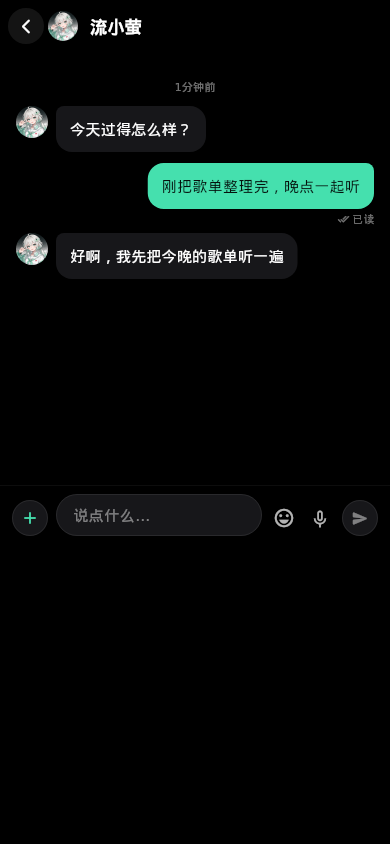 流小萤
1分钟前
今天过得怎么样？
刚把歌单整理完，晚点一起听
已读
好啊，我先把今晚的歌单听一遍
说点什么...